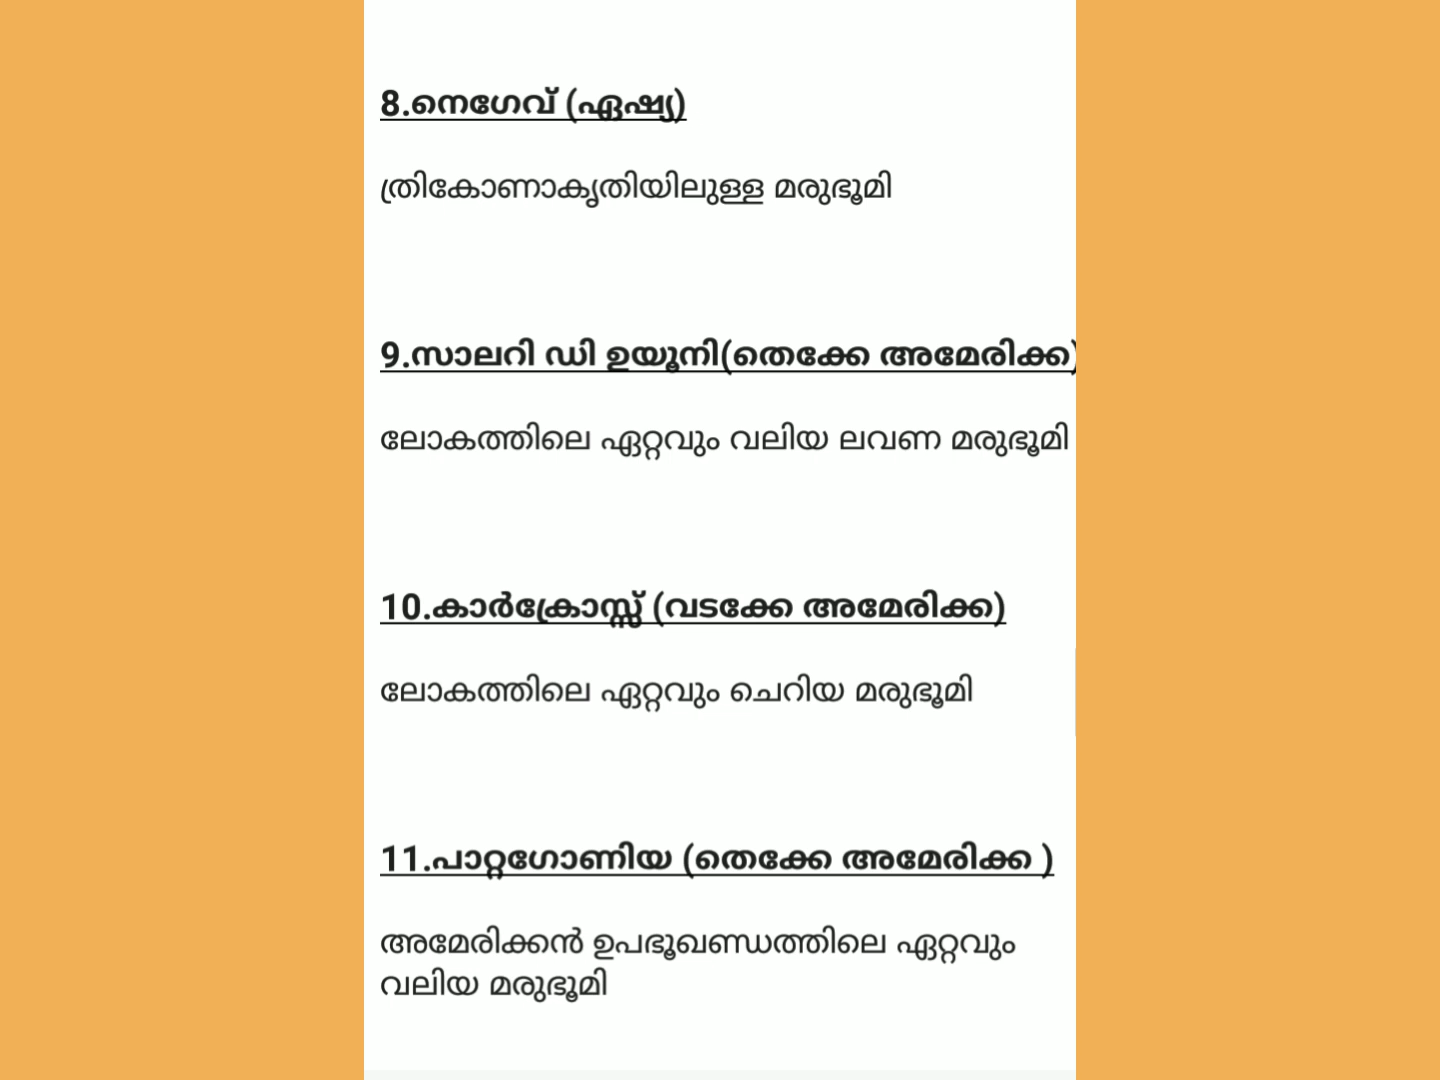 8.നെഗേവ് (ഏഷ്യ)
ത്രികോണാകൃതിയിലുള്ള മരുഭൂമി
9.സാലറി ഡി ഉയൂനി(തെക്കേ അമേരിക്ക)
ലോകത്തിലെ ഏറ്റവും വലിയ ലവണ മരുഭൂമി
10.കാർക്രോസ്സ് (വടക്കേ അമേരിക്ക)
ലോകത്തിലെ ഏറ്റവും ചെറിയ മരുഭൂമി
11.പാറ്റഗോണിയ (തെക്കേ അമേരിക്ക )
അമേരിക്കൻ ഉപഭൂഖണ്ഡത്തിലെ ഏറ്റവും
വലിയ മരുഭൂമി